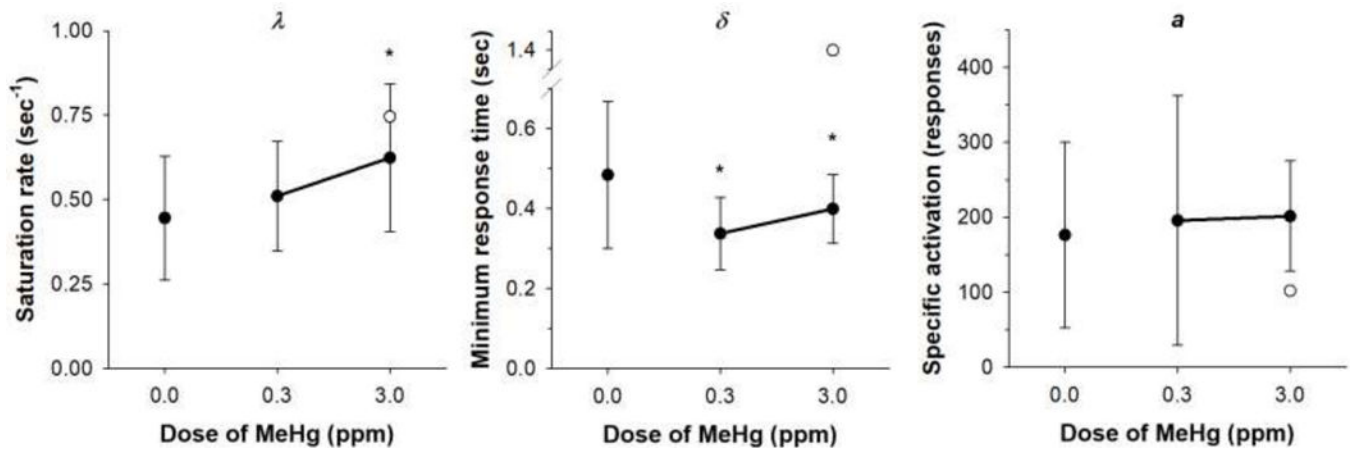 λ
Saturation rate (sec⁻¹)
1.00
0.75
0.50
0.25
0.00
*
0.0 0.3 3.0
Dose of MeHg (ppm)
δ
Minimum response time (sec)
1.4
0.6
0.4
0.2
0.0
* *
0.0 0.3 3.0
Dose of MeHg (ppm)
a
Specific activation (responses)
400
300
200
100
0
0.0 0.3 3.0
Dose of MeHg (ppm)